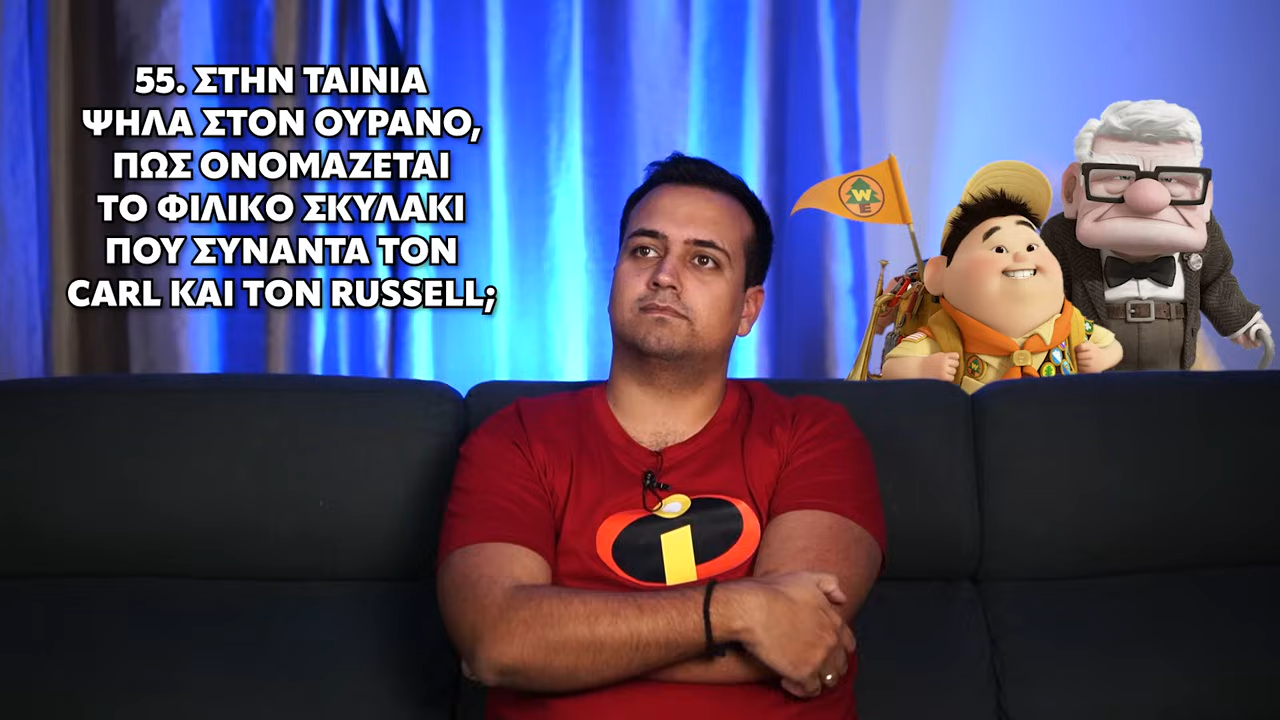 55. ΣΤΗΝ ΤΑΙΝΙΑ
ΨΗΛΑ ΣΤΟΝ ΟΥΡΑΝΟ,
ΠΩΣ ΟΝΟΜΑΖΕΤΑΙ
ΤΟ ΦΙΛΙΚΟ ΣΚΥΛΑΚΙ
ΠΟΥ ΣΥΝΑΝΤΑ ΤΟΝ
CARL ΚΑΙ ΤΟΝ RUSSELL;
W
E
i